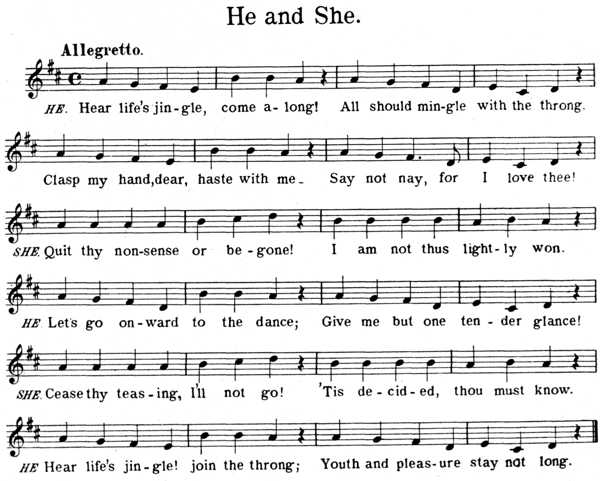 He and She.
Allegretto.
HE. Hear life's jin-gle, come a-long! All should min-gle with the throng.
Clasp my hand,dear, haste with me_ Say not nay, for I love thee!
SHE. Quit thy non-sense or be-gone! I am not thus light-ly won.
HE Let's go on-ward to the dance; Give me but one ten-der glance!
SHE. Cease thy teas-ing, I'll not go! 'Tis de-cid-ed, thou must know.
HE Hear life's jin-gle! join the throng; Youth and pleas-ure stay not long.